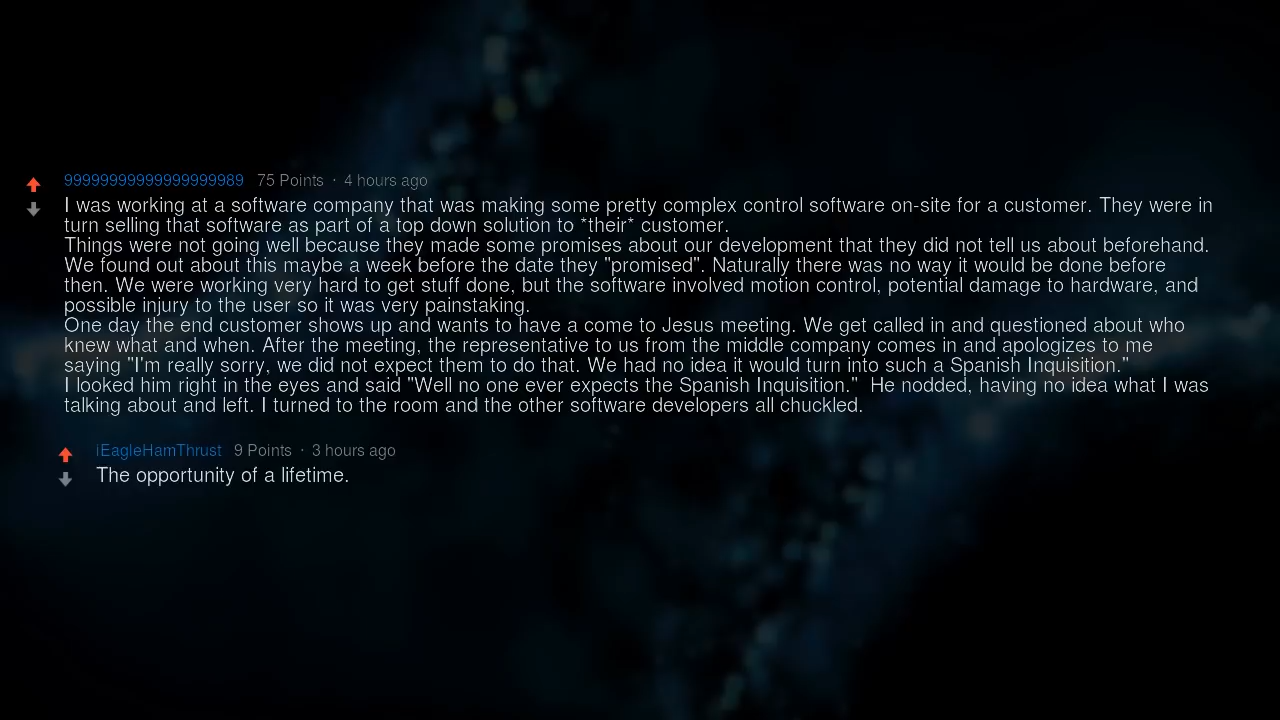 99999999999999999989 75 Points · 4 hours ago
I was working at a software company that was making some pretty complex control software on-site for a customer. They were in
turn selling that software as part of a top down solution to *their* customer.
Things were not going well because they made some promises about our development that they did not tell us about beforehand.
We found out about this maybe a week before the date they "promised". Naturally there was no way it would be done before
then. We were working very hard to get stuff done, but the software involved motion control, potential damage to hardware, and
possible injury to the user so it was very painstaking.
One day the end customer shows up and wants to have a come to Jesus meeting. We get called in and questioned about who
knew what and when. After the meeting, the representative to us from the middle company comes in and apologizes to me
saying "I'm really sorry, we did not expect them to do that. We had no idea it would turn into such a Spanish Inquisition."
I looked him right in the eyes and said "Well no one ever expects the Spanish Inquisition."  He nodded, having no idea what I was
talking about and left. I turned to the room and the other software developers all chuckled.
iEagleHamThrust 9 Points · 3 hours ago
The opportunity of a lifetime.